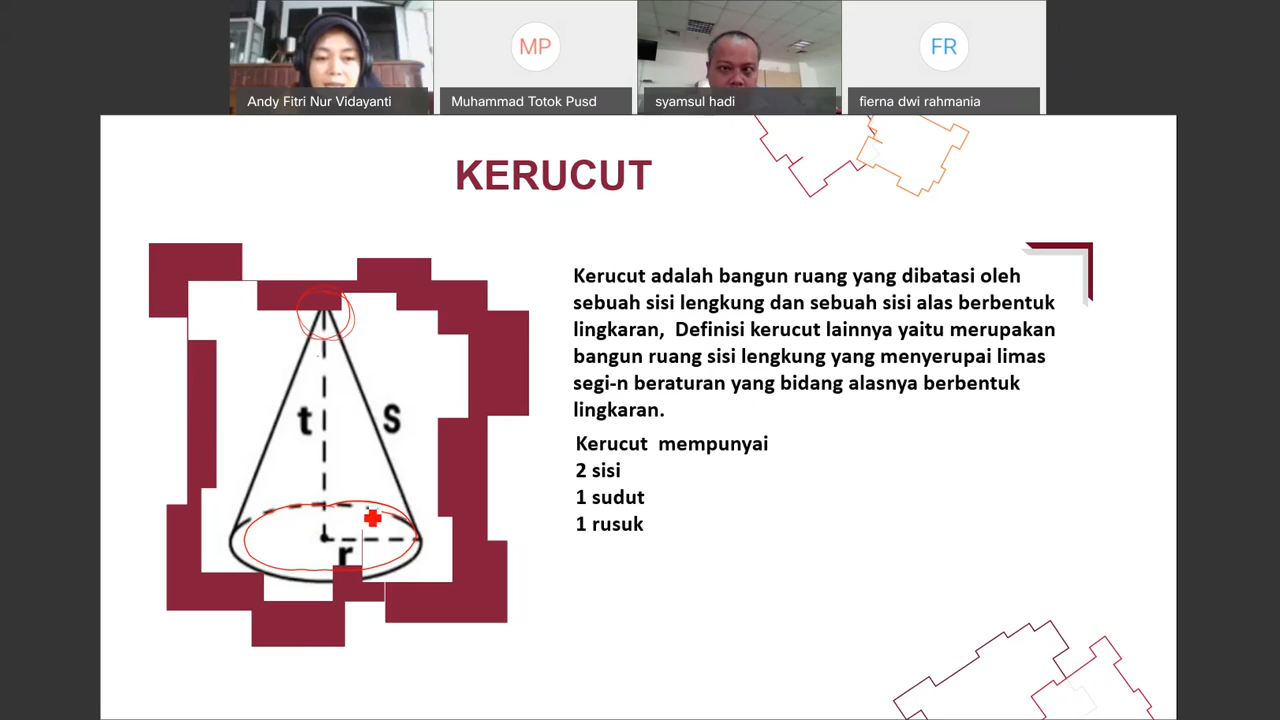 MP
FR
Andy Fitri Nur Vidayanti
Muhammad Totok Pusd
syamsul hadi
fierna dwi rahmania
KERUCUT
Kerucut adalah bangun ruang yang dibatasi oleh
sebuah sisi lengkung dan sebuah sisi alas berbentuk
lingkaran, Definisi kerucut lainnya yaitu merupakan
bangun ruang sisi lengkung yang menyerupai limas
segi-n beraturan yang bidang alasnya berbentuk
lingkaran.
Kerucut mempunyai
2 sisi
1 sudut
1 rusuk
t
s
r